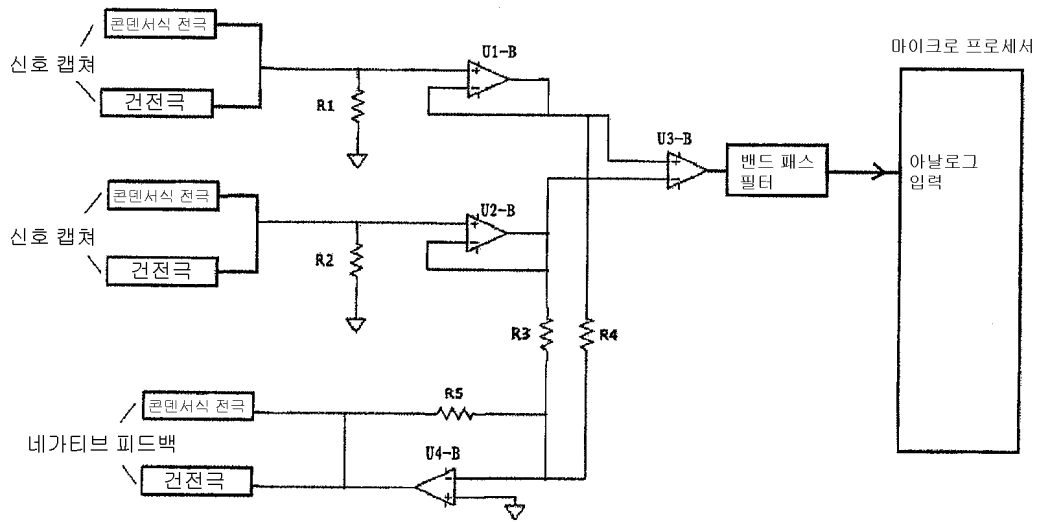 콘덴서식 전극
신호 캡쳐
건전극
R1
U1-B
콘덴서식 전극
신호 캡쳐
건전극
R2
U2-B
U3-B
밴드 패스
필터
마이크로 프로세서
아날로그
입력
R3
R4
콘덴서식 전극
네가티브 피드백
건전극
R5
U4-B